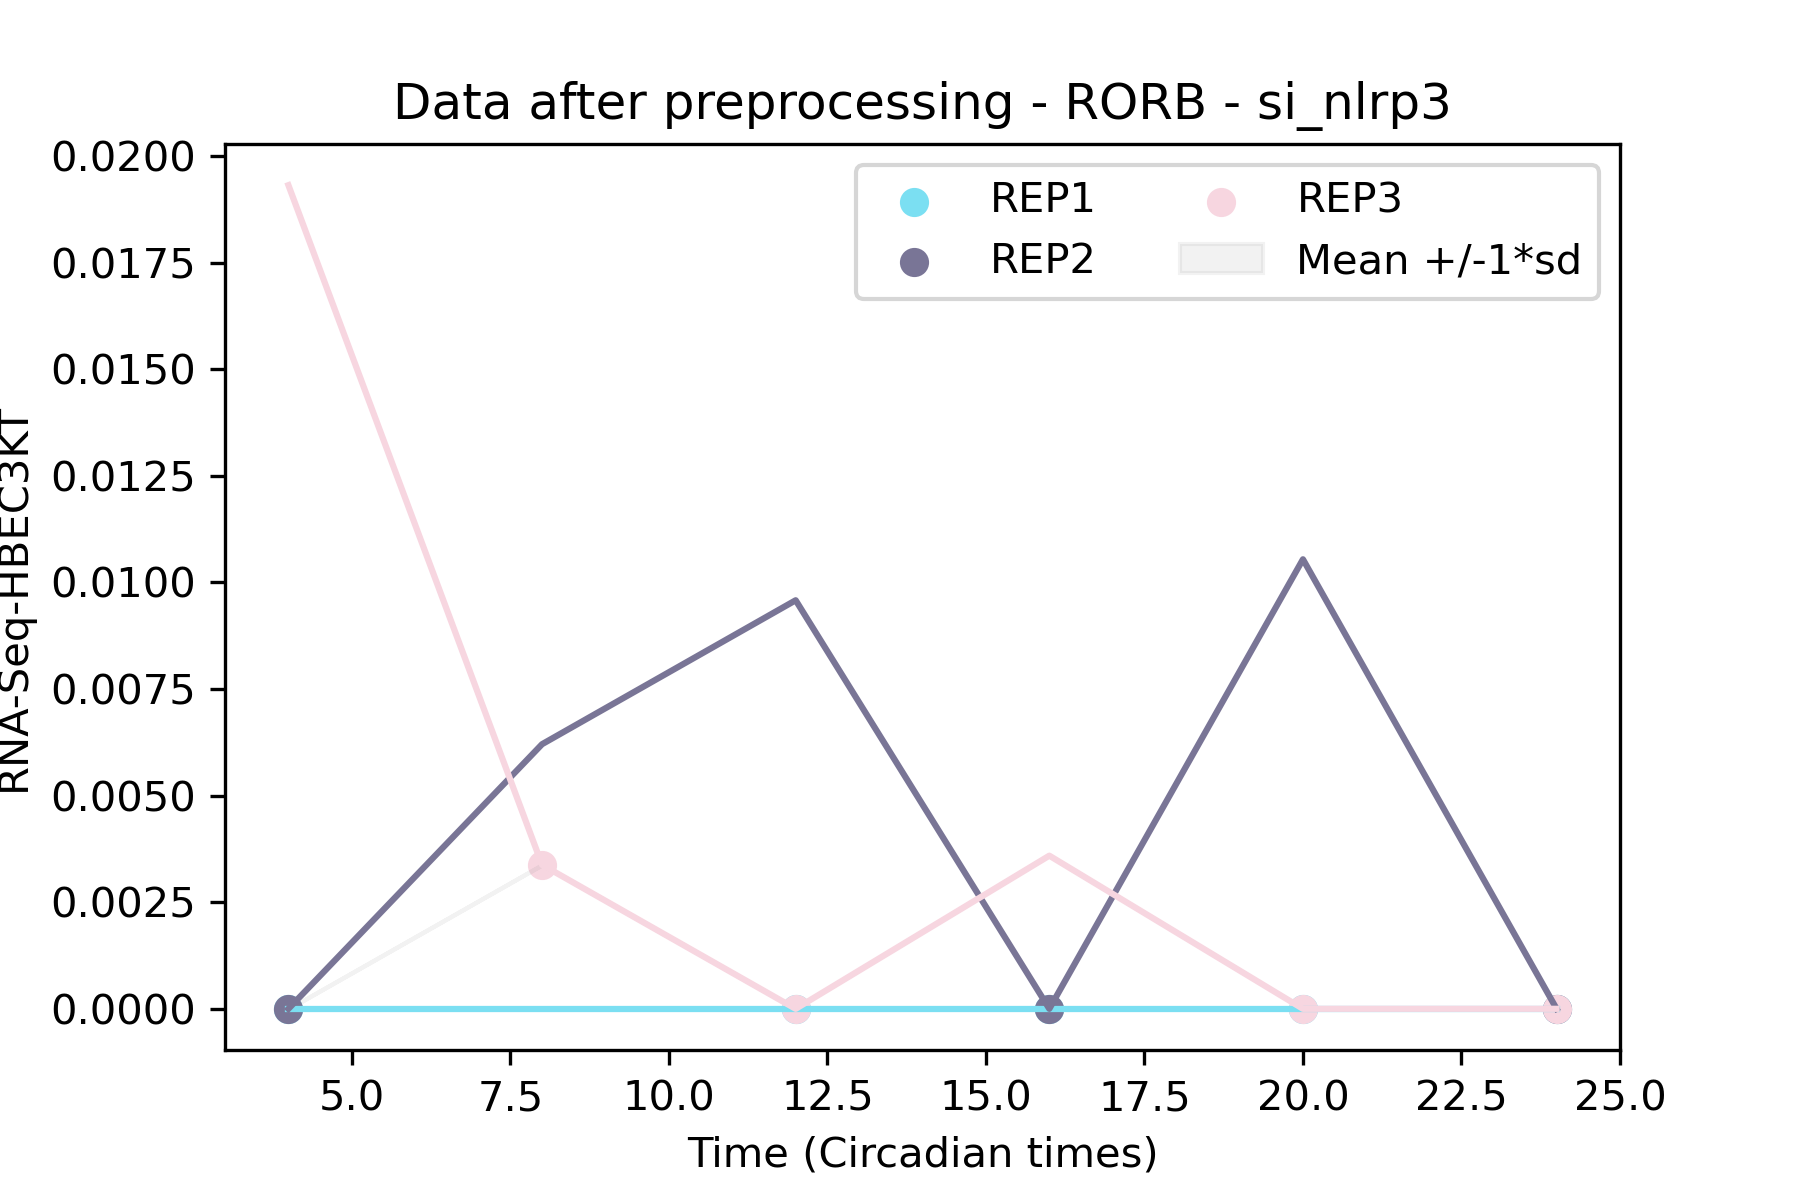 Data after preprocessing - RORB - si_nlrp3
REP1
REP2
REP3
Mean +/-1*sd
RNA-Seq-HBEC3KT
0.0200
0.0175
0.0150
0.0125
0.0100
0.0075
0.0050
0.0025
0.0000
5.0 7.5 10.0 12.5 15.0 17.5 20.0 22.5 25.0
Time (Circadian times)